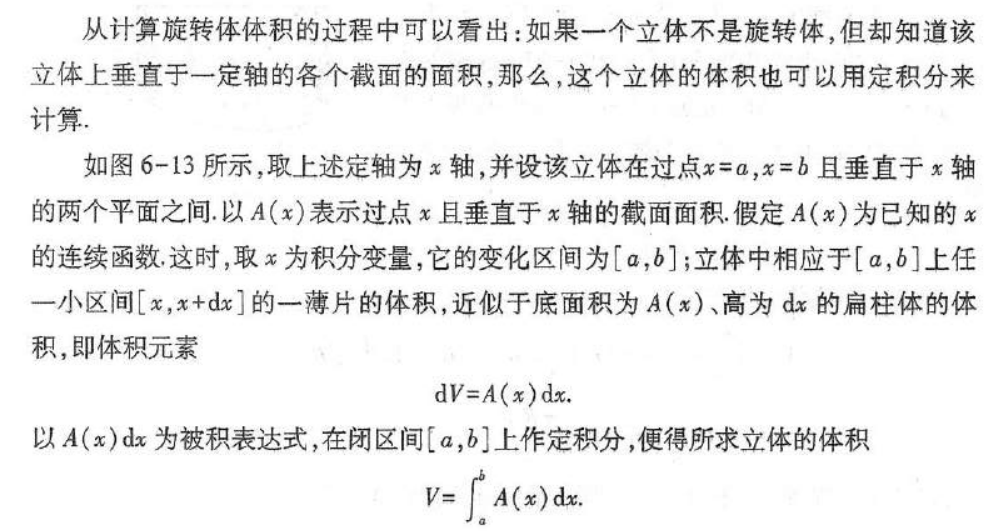 从计算旋转体体积的过程中可以看出:如果一个立体不是旋转体,但却知道该
立体上垂直于一定轴的各个截面的面积,那么,这个立体的体积也可以用定积分来
计算.
如图 6-13 所示,取上述定轴为 x 轴,并设该立体在过点x=a,x=b 且垂直于 x 轴
的两个平面之间.以 A(x)表示过点 x 且垂直于 x 轴的截面面积.假定 A(x)为已知的 x
的连续函数.这时,取 x 为积分变量,它的变化区间为[a,b];立体中相应于[a,b]上任
一小区间[x,x+dx]的一薄片的体积,近似于底面积为 A(x)、高为 dx 的扁柱体的体
积,即体积元素
dV=A(x)dx.
以 A(x)dx 为被积表达式,在闭区间[a,b]上作定积分,便得所求立体的体积
V=∫_a^b A(x)dx.